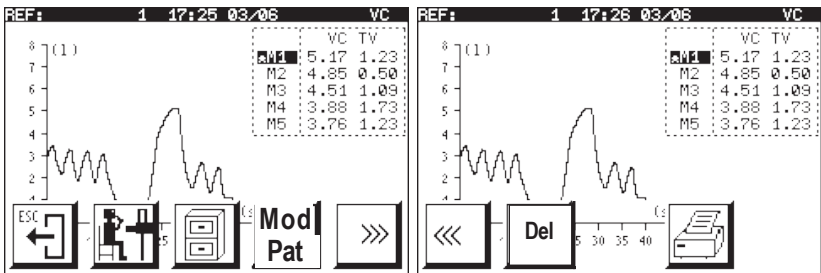 REF: 1 17:25 03/06 VC
8 (l)
7
6
5
4
3
2
VC TV
★M1 5.17 1.23
M2 4.85 0.50
M3 4.51 1.09
M4 3.88 1.73
M5 3.76 1.23
ESC
Mod
Pat
>>>
REF: 1 17:26 03/06 VC
8 (l)
7
6
5
4
3
2
VC TV
★M1 5.17 1.23
M2 4.85 0.50
M3 4.51 1.09
M4 3.88 1.73
M5 3.76 1.23
<<<
Del
30 35 40